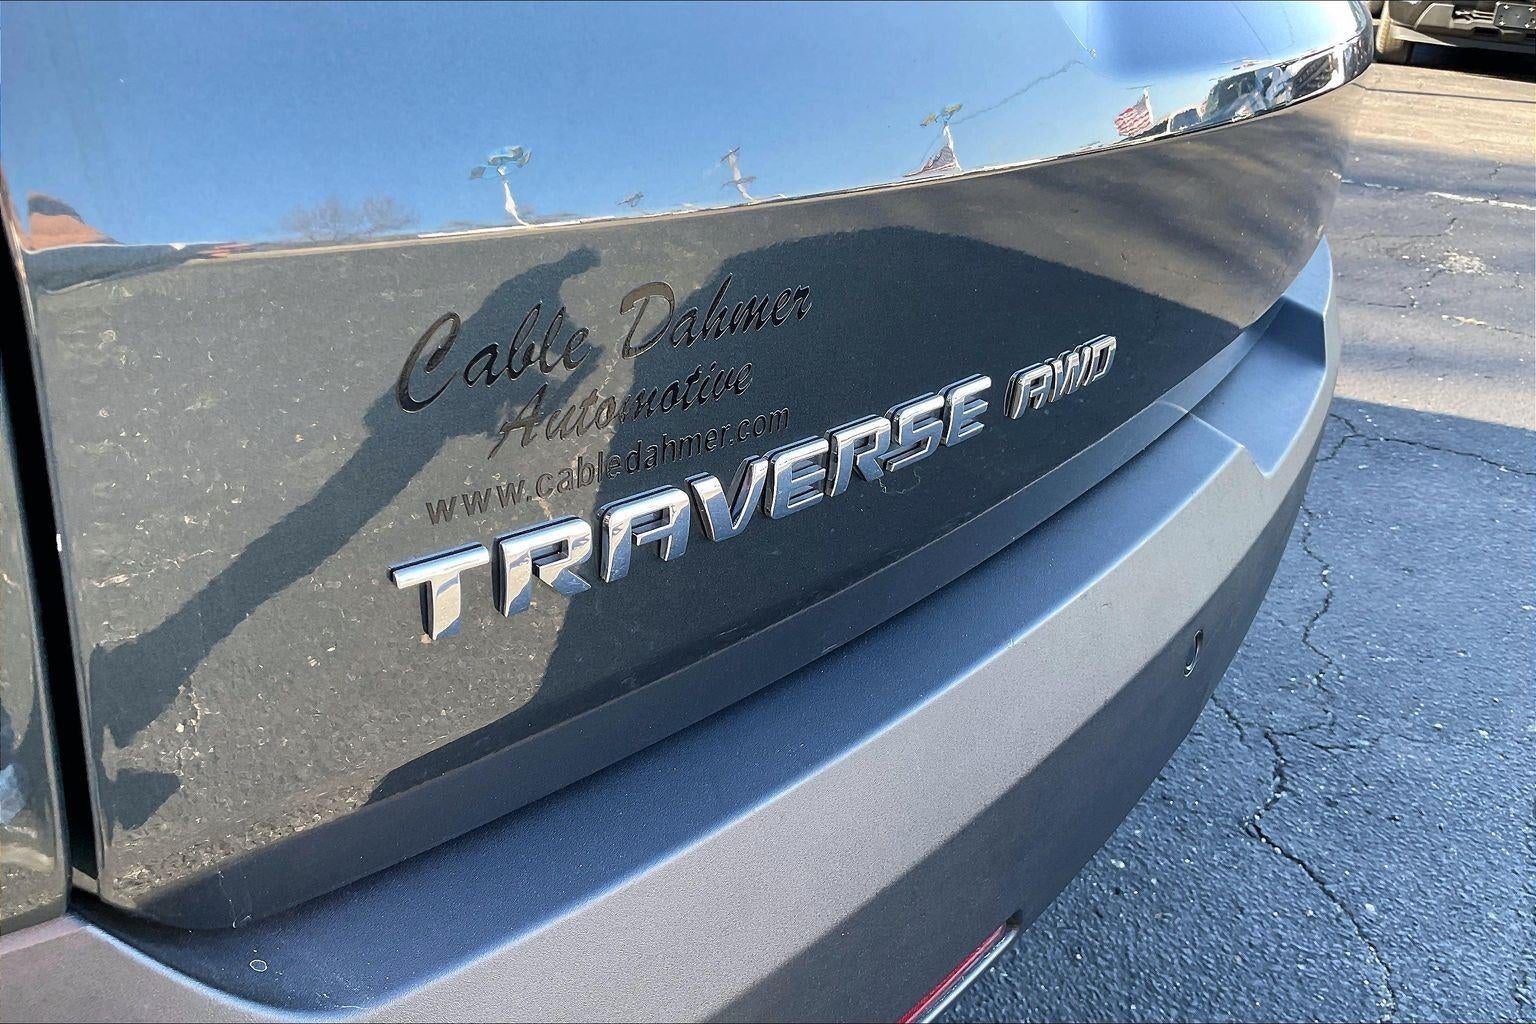 Cable Dahmer
Automotive
www.cabledahmer.com
TRAVERSE AWD